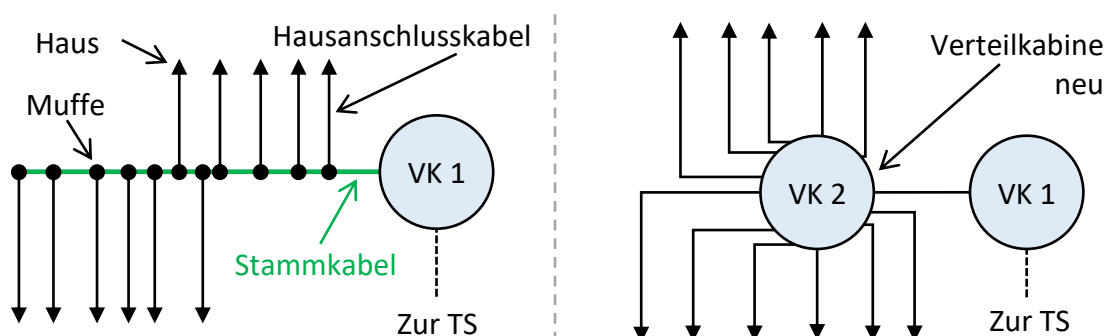 Haus
Hausanschlusskabel
Muffe
VK 1
Stammkabel
Zur TS
Verteilkabine
neu
VK 2
VK 1
Zur TS